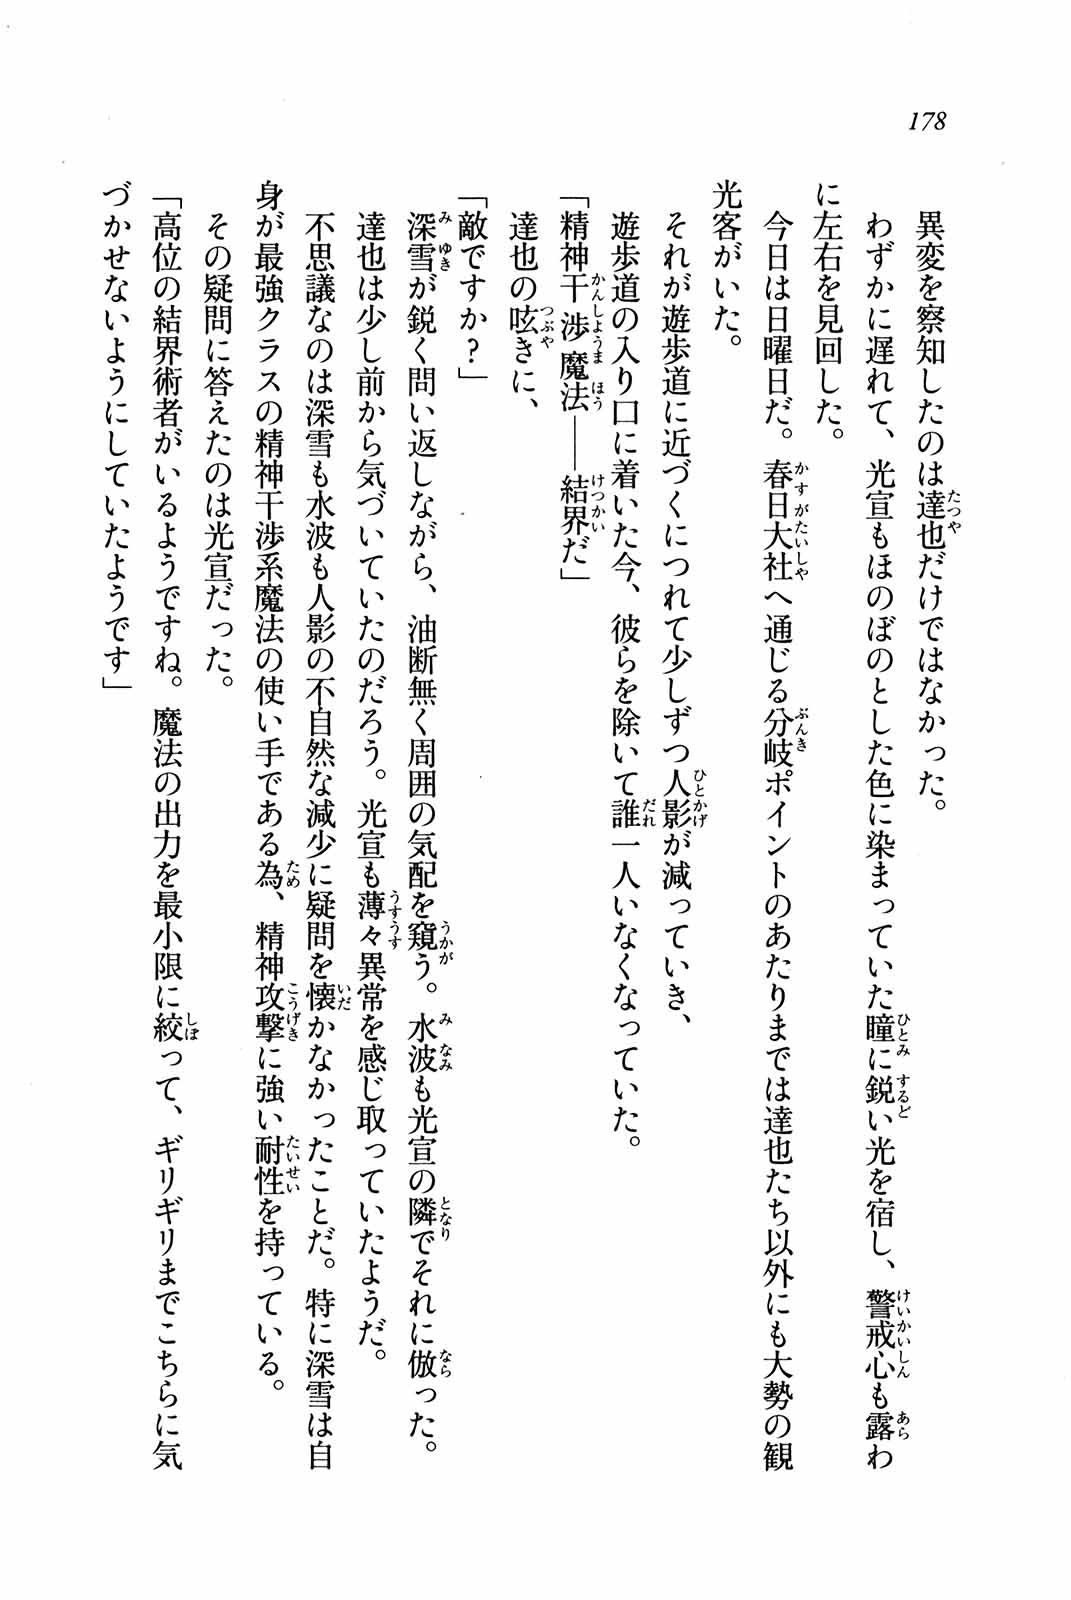 178
異変を察知したのは達也だけではなかった。
わずかに遅れて、光宣もほのぼのとした色に染まっていた瞳に鋭い光を宿し、警戒心も露わ
に左右を見回した。
今日は日曜日だ。春日大社へ通じる分岐ポイントのあたりまでは達也たち以外にも大勢の観
光客がいた。
それが遊歩道に近づくにつれて少しずつ人影が減っていき、
遊歩道の入り口に着いた今、彼らを除いて誰一人いなくなっていた。
「精神干渉魔法――結界だ」
達也の呟きに、
「敵ですか?」
深雪が鋭く問い返しながら、油断無く周囲の気配を窺う。水波も光宣の隣でそれに倣った。
達也は少し前から気づいていたのだろう。光宣も薄々異常を感じ取っていたようだ。
不思議なのは深雪も水波も人影の不自然な減少に疑問を懐かなかったことだ。特に深雪は自
身が最強クラスの精神干渉系魔法の使い手である為、精神攻撃に強い耐性を持っている。
その疑問に答えたのは光宣だった。
「高位の結界術者がいるようですね。魔法の出力を最小限に絞って、ギリギリまでこちらに気
づかせないようにしていたようです」